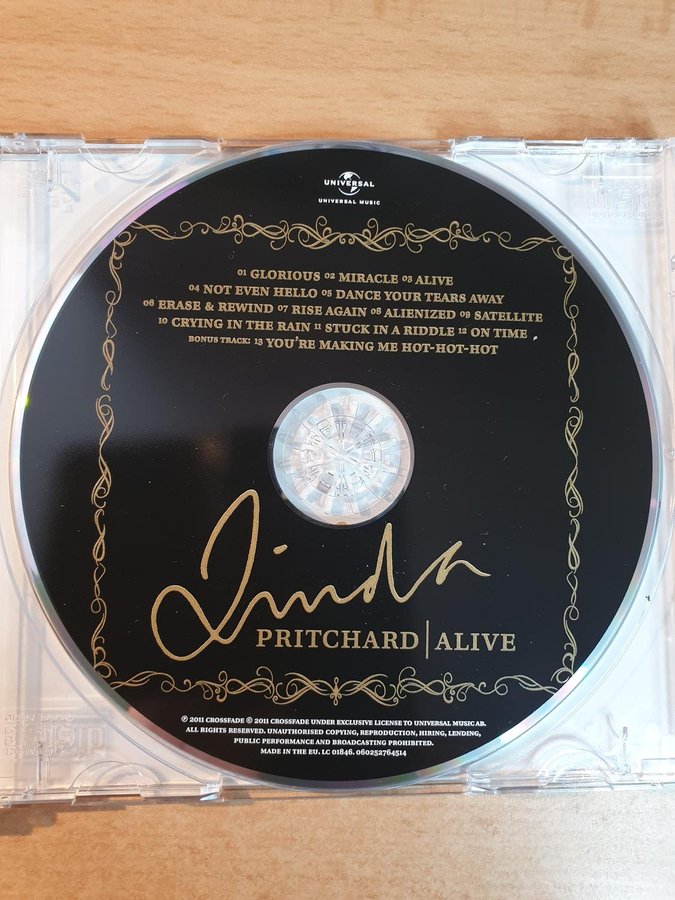 UNIVERSAL
UNIVERSAL MUSIC
01 GLORIOUS 02 MIRACLE 03 ALIVE
04 NOT EVEN HELLO 05 DANCE YOUR TEARS AWAY
06 ERASE & REWIND 07 RISE AGAIN 08 ALIENIZED 09 SATELLITE
10 CRYING IN THE RAIN 11 STUCK IN A RIDDLE 12 ON TIME
BONUS TRACK: 13 YOU'RE MAKING ME HOT-HOT-HOT
Linda
PRITCHARD | ALIVE
℗ 2011 CROSSFADE © 2011 CROSSFADE UNDER EXCLUSIVE LICENSE TO UNIVERSAL MUSIC AB.
ALL RIGHTS RESERVED. UNAUTHORISED COPYING, REPRODUCTION, HIRING, LENDING,
PUBLIC PERFORMANCE AND BROADCASTING PROHIBITED.
MADE IN THE EU. LC 01846. 060252764514